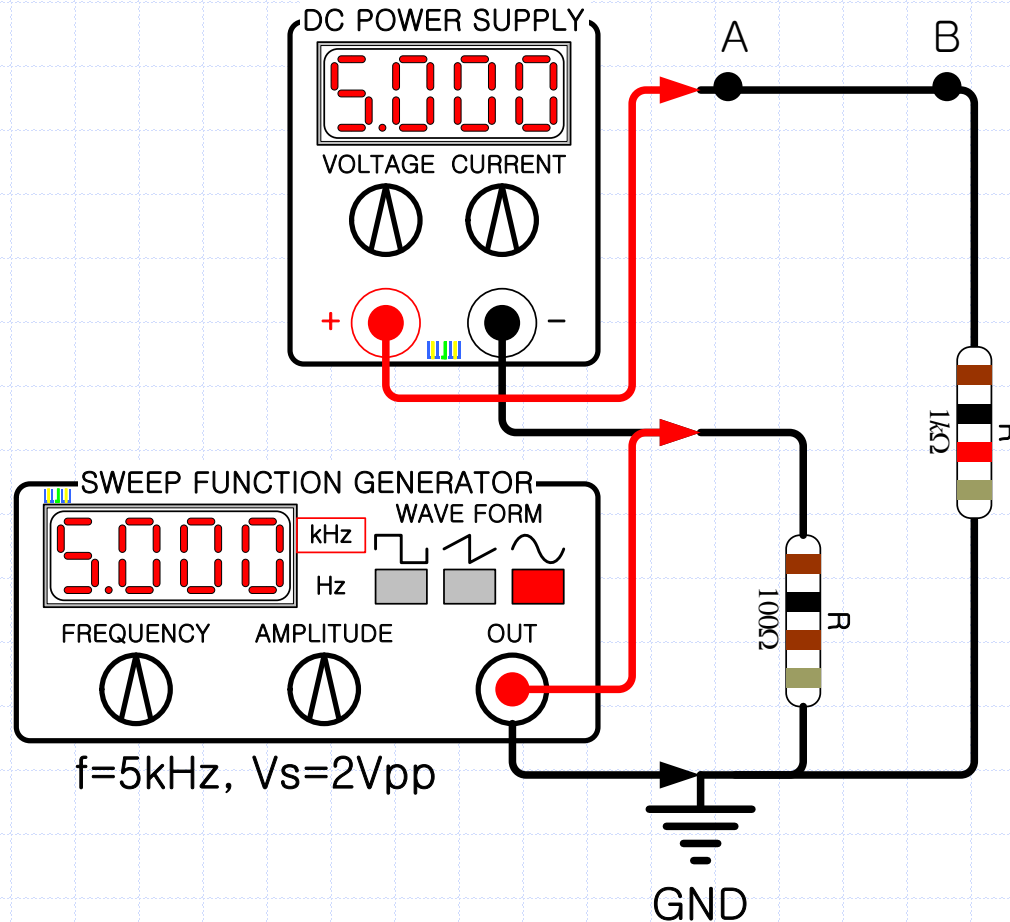 DC POWER SUPPLY
5.000
VOLTAGE CURRENT
+ −
A B
1kΩ
R
SWEEP FUNCTION GENERATOR
5.000
kHz
Hz
WAVE FORM
FREQUENCY AMPLITUDE OUT
100Ω
R
f=5kHz, Vs=2Vpp
GND